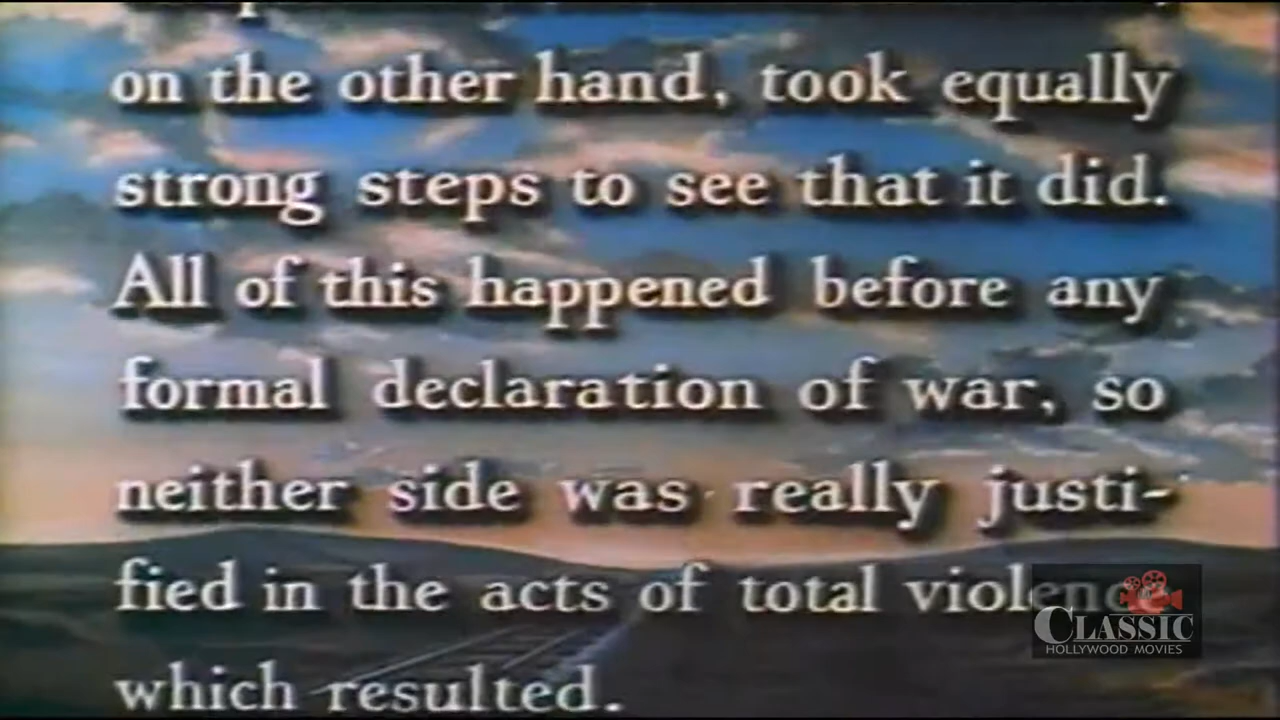 on the other hand, took equally
strong steps to see that it did.
All of this happened before any
formal declaration of war, so
neither side was really justi-
fied in the acts of total violence
which resulted.
CLASSIC
HOLLYWOOD MOVIES